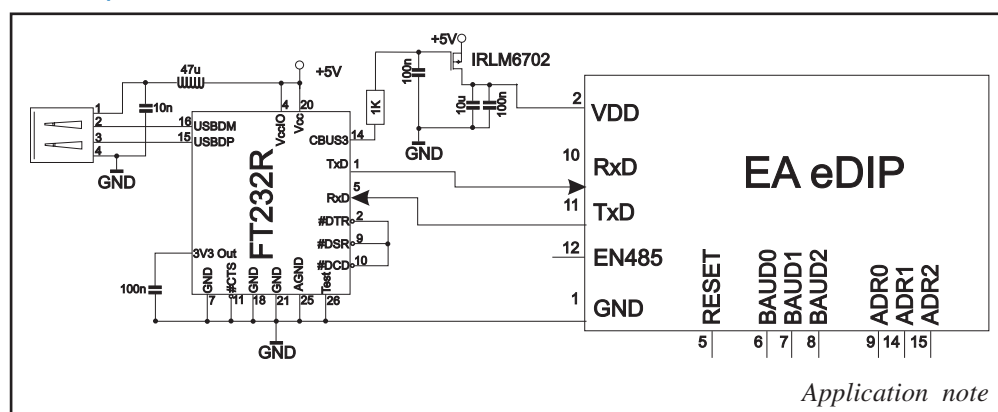 +5V
IRLM6702
47u
+5V
100n
10u
100n
1K
10n
1
2
3
4
GND
16 USBDM
15 USBDP
4
20
VccIO
Vcc
CBUS3 14
GND
TxD 1
5
RxD
#DTR 2
#DSR 9
#DCD 10
FT232R
3V3 Out
100n
GND
#CTS
GND
GND
AGND
Test
7
11
18
21
25
26
GND
2 VDD
10 RxD
11 TxD
12 EN485
1 GND
EA eDIP
RESET
BAUD0
BAUD1
BAUD2
ADR0
ADR1
ADR2
5
6
7
8
9
14
15
Application note